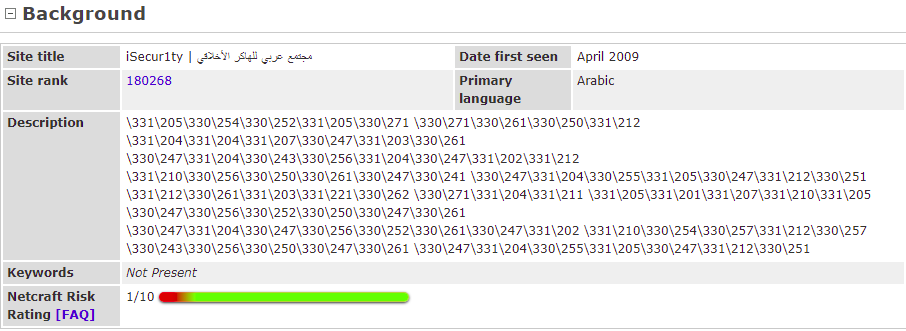 Background
Site title iSecur1ty | مجتمع عربي للهاكر الأخلاقي Date first seen April 2009
Site rank 180268 Primary language Arabic
Description \331\205\330\254\330\252\331\205\330\271 \330\271\330\261\330\250\331\212
\331\204\331\204\331\207\330\247\331\203\330\261
\330\247\331\204\330\243\330\256\331\204\330\247\331\202\331\212
\331\210\330\250\330\261\330\247\330\241 \330\247\331\204\330\255\331\205\330\247\331\212\330\251
\331\212\330\261\331\203\331\221\330\262 \330\271\331\204\331\211 \331\205\331\201\331\207\331\210\331\205
\330\247\330\256\330\252\330\250\330\247\330\261
\330\247\331\204\330\247\330\256\330\252\330\261\330\247\331\202 \331\210\330\254\330\257\331\212\330\257
\330\243\330\256\330\250\330\247\330\261 \330\247\331\204\330\255\331\205\330\247\331\212\330\251
Keywords Not Present
Netcraft Risk Rating [FAQ] 1/10